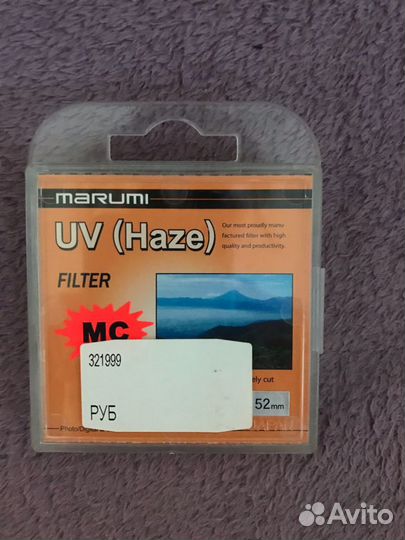 marumi
UV (Haze)
Our most proudly manu
factured filter with high
quality and productivity.
FILTER
MC
321999
ely cut
52mm
РУБ
Photo/Digital
Avito